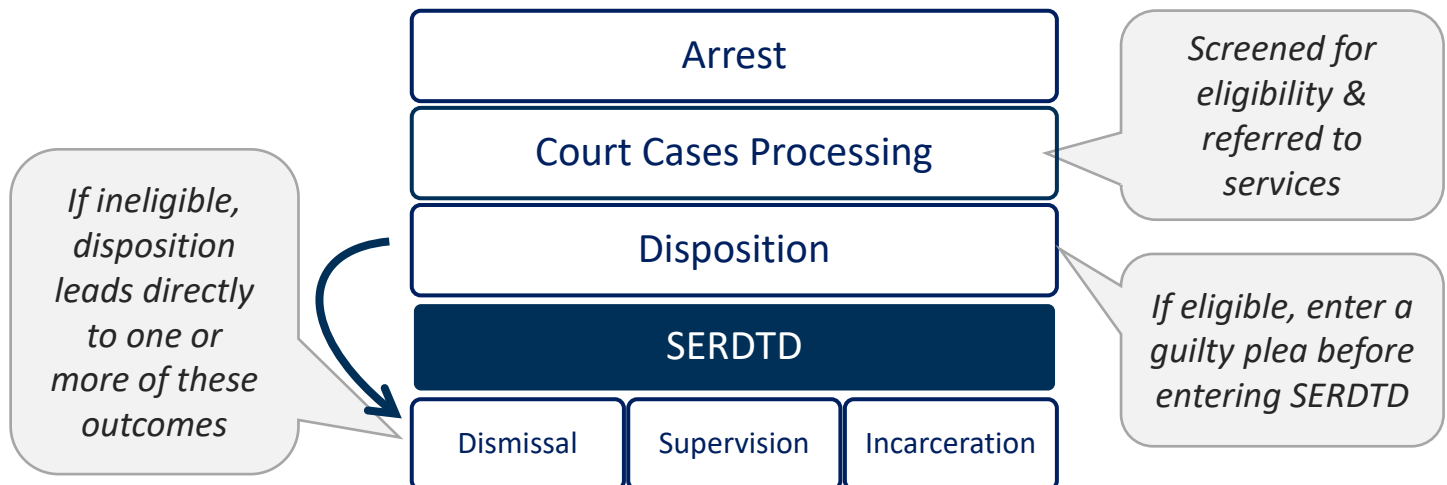 Arrest
Screened for
eligibility &
referred to
services
Court Cases Processing
If ineligible,
disposition
leads directly
to one or
more of these
outcomes
Disposition
If eligible, enter a
guilty plea before
entering SERDTD
SERDTD
Dismissal
Supervision
Incarceration